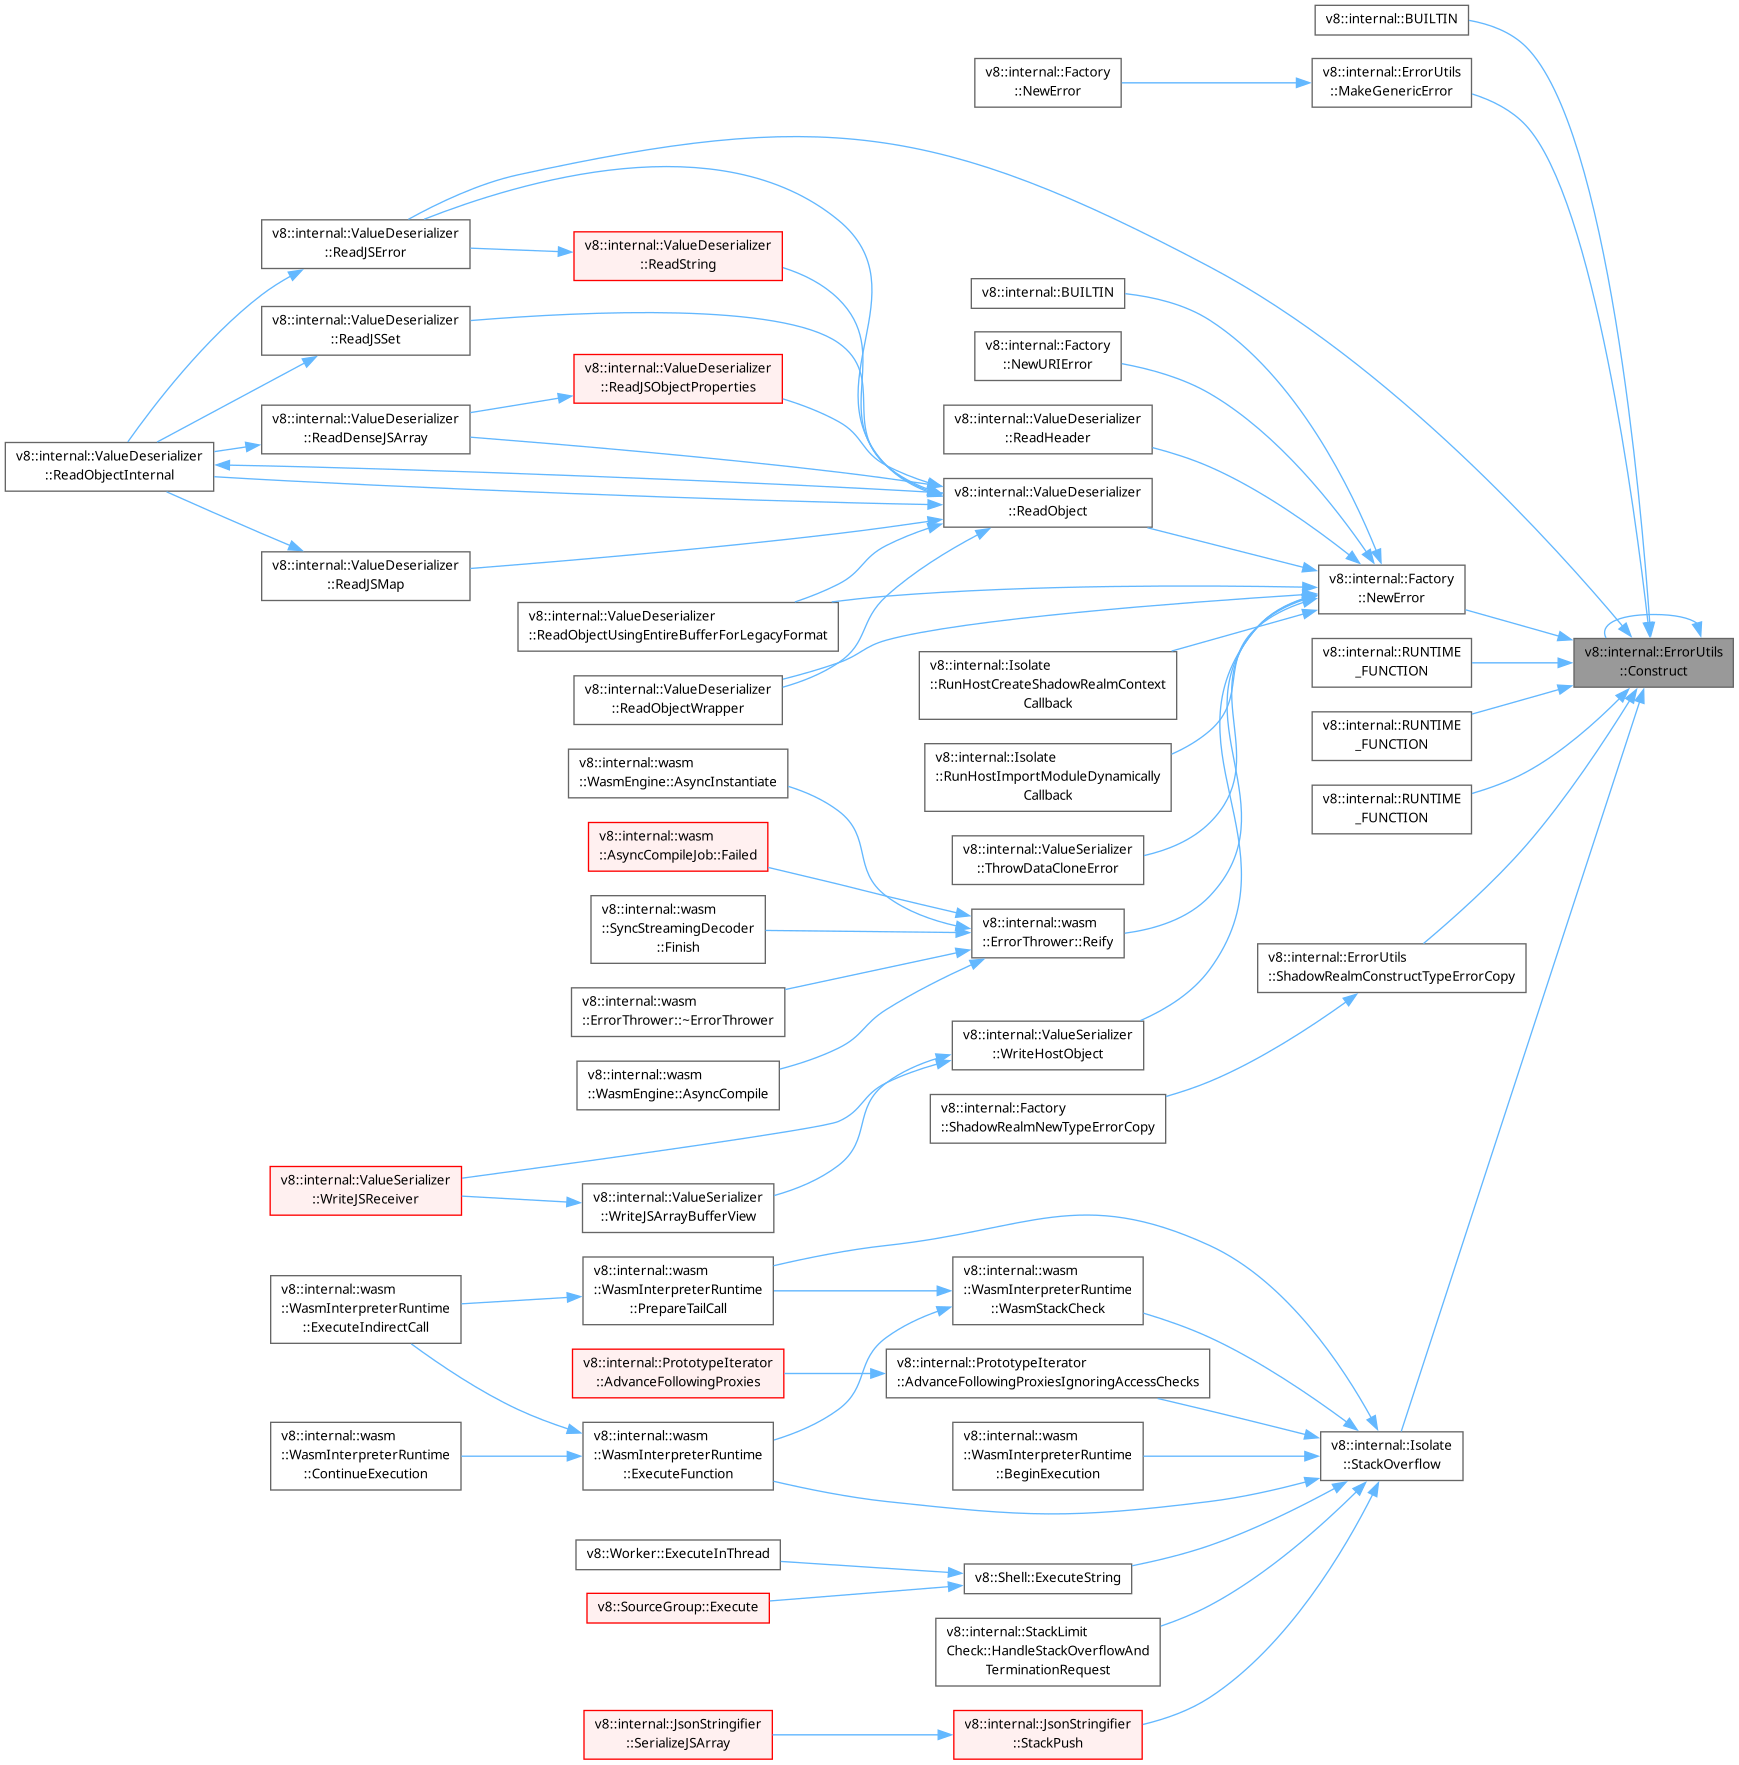 v8::internal::BUILTIN
v8::internal::Factory
::NewError
v8::internal::ErrorUtils
::MakeGenericError
v8::internal::ValueDeserializer
::ReadJSError
v8::internal::ValueDeserializer
::ReadString
v8::internal::BUILTIN
v8::internal::ValueDeserializer
::ReadJSSet
v8::internal::Factory
::NewURIError
v8::internal::ValueDeserializer
::ReadJSObjectProperties
v8::internal::ValueDeserializer
::ReadDenseJSArray
v8::internal::ValueDeserializer
::ReadHeader
v8::internal::ValueDeserializer
::ReadObjectInternal
v8::internal::ValueDeserializer
::ReadObject
v8::internal::ValueDeserializer
::ReadJSMap
v8::internal::Factory
::NewError
v8::internal::ValueDeserializer
::ReadObjectUsingEntireBufferForLegacyFormat
v8::internal::RUNTIME
_FUNCTION
v8::internal::ErrorUtils
::Construct
v8::internal::Isolate
::RunHostCreateShadowRealmContext
Callback
v8::internal::ValueDeserializer
::ReadObjectWrapper
v8::internal::RUNTIME
_FUNCTION
v8::internal::wasm
::WasmEngine::AsyncInstantiate
v8::internal::Isolate
::RunHostImportModuleDynamically
Callback
v8::internal::RUNTIME
_FUNCTION
v8::internal::wasm
::AsyncCompileJob::Failed
v8::internal::ValueSerializer
::ThrowDataCloneError
v8::internal::wasm
::SyncStreamingDecoder
::Finish
v8::internal::wasm
::ErrorThrower::Reify
v8::internal::ErrorUtils
::ShadowRealmConstructTypeErrorCopy
v8::internal::wasm
::ErrorThrower::~ErrorThrower
v8::internal::ValueSerializer
::WriteHostObject
v8::internal::wasm
::WasmEngine::AsyncCompile
v8::internal::Factory
::ShadowRealmNewTypeErrorCopy
v8::internal::ValueSerializer
::WriteJSReceiver
v8::internal::ValueSerializer
::WriteJSArrayBufferView
v8::internal::wasm
::WasmInterpreterRuntime
::ExecuteIndirectCall
v8::internal::wasm
::WasmInterpreterRuntime
::PrepareTailCall
v8::internal::wasm
::WasmInterpreterRuntime
::WasmStackCheck
v8::internal::PrototypeIterator
::AdvanceFollowingProxies
v8::internal::PrototypeIterator
::AdvanceFollowingProxiesIgnoringAccessChecks
v8::internal::wasm
::WasmInterpreterRuntime
::ContinueExecution
v8::internal::wasm
::WasmInterpreterRuntime
::ExecuteFunction
v8::internal::wasm
::WasmInterpreterRuntime
::BeginExecution
v8::internal::Isolate
::StackOverflow
v8::Worker::ExecuteInThread
v8::Shell::ExecuteString
v8::SourceGroup::Execute
v8::internal::StackLimit
Check::HandleStackOverflowAnd
TerminationRequest
v8::internal::JsonStringifier
::SerializeJSArray
v8::internal::JsonStringifier
::StackPush